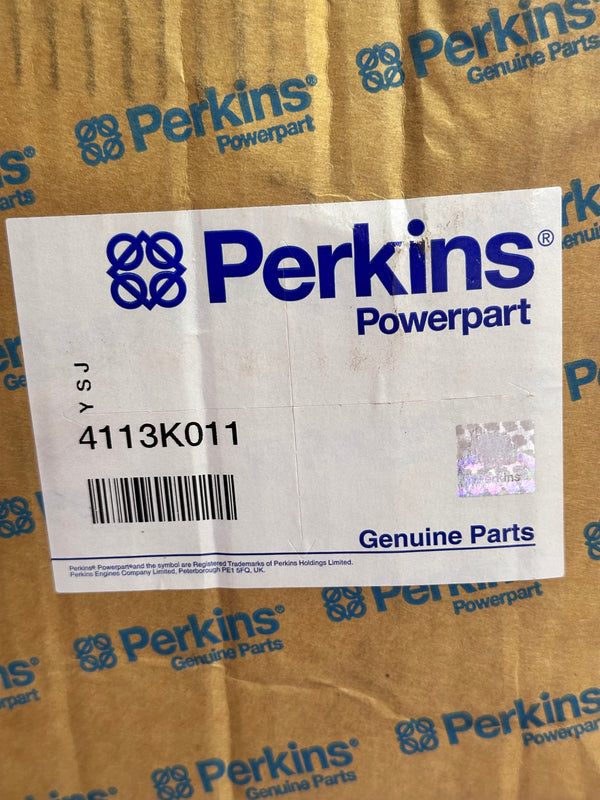 Perkins®
Genuine Parts
Perkins®
Powerpart
Perkins®
Powerpart
YSJ
4113K011
Perkins
Genuine Parts
Perkins® Powerpart® and the symbol are Registered Trademarks of Perkins Holdings Limited.
Perkins Engines Company Limited, Peterborough PE1 5FQ, UK.
Powerpart
Perkins®
Genuine Parts
Perkins®
Powerpart
Perkins®
Genuine Parts
Perkins